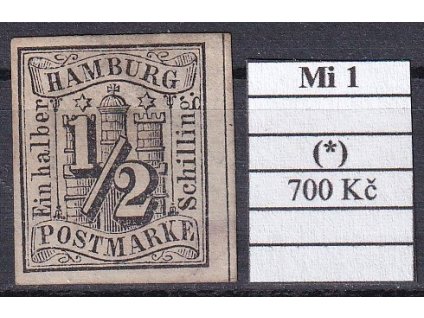 HAMBURG
Ein halber
1/2
Schilling.
POSTMARKE
Mi 1
(*)
700 Kč